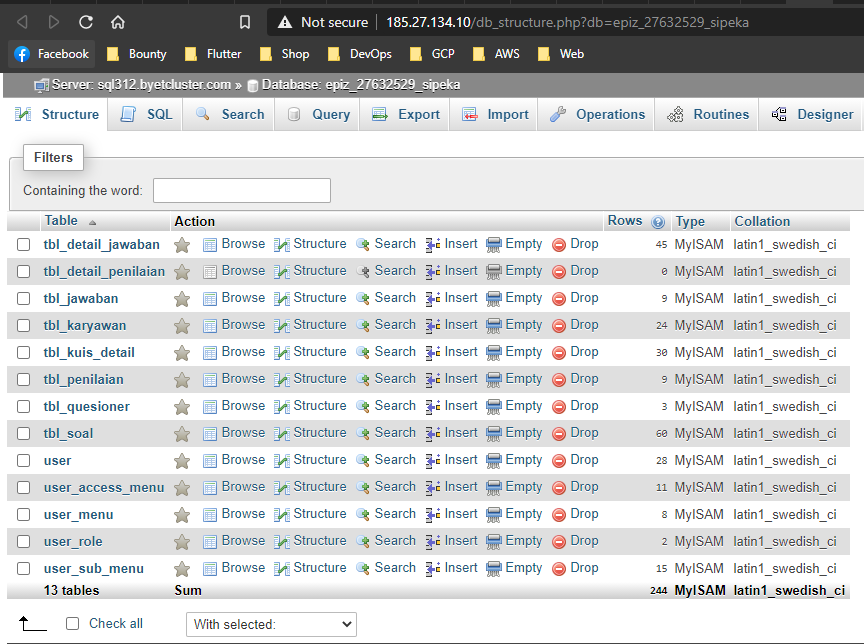 Not secure | 185.27.134.10/db_structure.php?db=epiz_27632529_sipeka
Facebook Bounty Flutter Shop DevOps GCP AWS Web
Server: sql312.byetcluster.com » Database: epiz_27632529_sipeka
Structure SQL Search Query Export Import Operations Routines Designer
Filters
Containing the word:
Table Action Rows Type Collation
tbl_detail_jawaban Browse Structure Search Insert Empty Drop 45 MyISAM latin1_swedish_ci
tbl_detail_penilaian Browse Structure Search Insert Empty Drop 0 MyISAM latin1_swedish_ci
tbl_jawaban Browse Structure Search Insert Empty Drop 9 MyISAM latin1_swedish_ci
tbl_karyawan Browse Structure Search Insert Empty Drop 24 MyISAM latin1_swedish_ci
tbl_kuis_detail Browse Structure Search Insert Empty Drop 30 MyISAM latin1_swedish_ci
tbl_penilaian Browse Structure Search Insert Empty Drop 9 MyISAM latin1_swedish_ci
tbl_quesioner Browse Structure Search Insert Empty Drop 3 MyISAM latin1_swedish_ci
tbl_soal Browse Structure Search Insert Empty Drop 60 MyISAM latin1_swedish_ci
user Browse Structure Search Insert Empty Drop 28 MyISAM latin1_swedish_ci
user_access_menu Browse Structure Search Insert Empty Drop 11 MyISAM latin1_swedish_ci
user_menu Browse Structure Search Insert Empty Drop 8 MyISAM latin1_swedish_ci
user_role Browse Structure Search Insert Empty Drop 2 MyISAM latin1_swedish_ci
user_sub_menu Browse Structure Search Insert Empty Drop 15 MyISAM latin1_swedish_ci
13 tables Sum 244 MyISAM latin1_swedish_ci
Check all With selected: